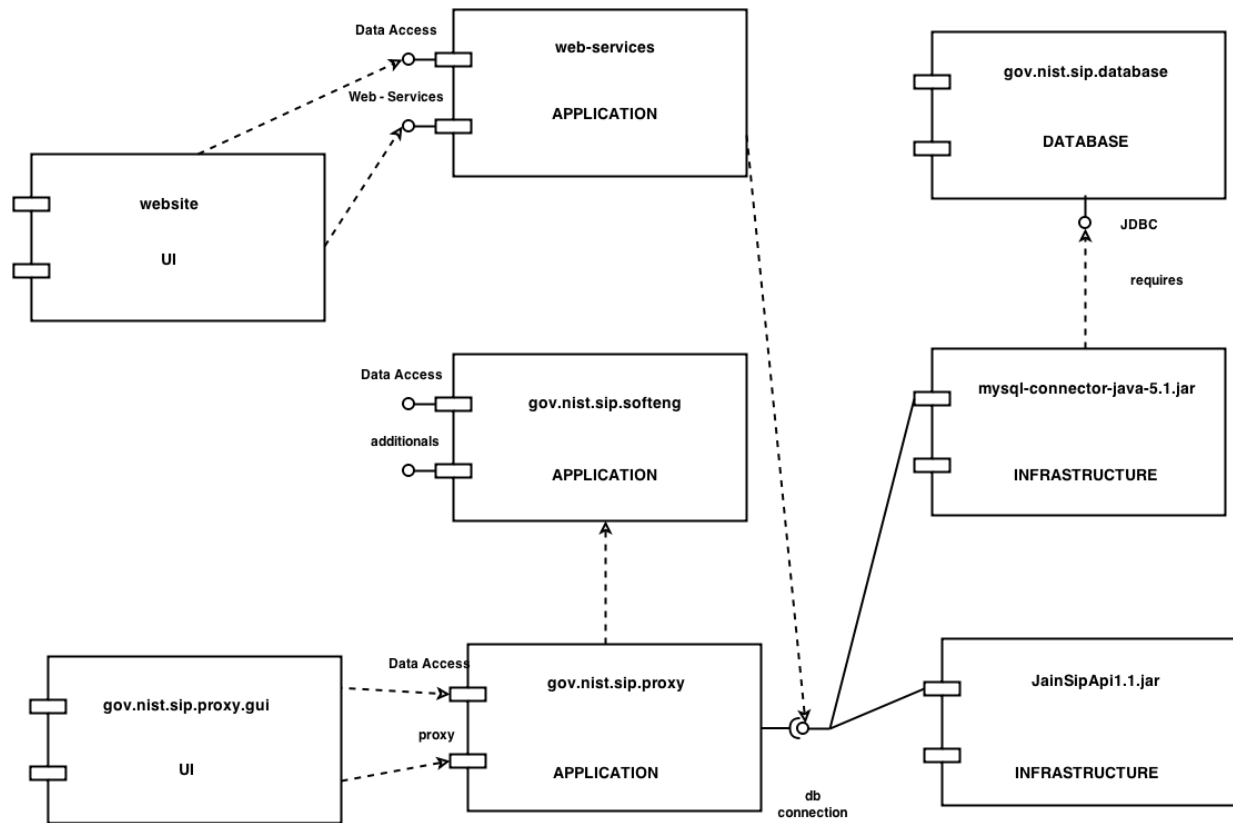 Data Access
web-services
Web - Services
APPLICATION
gov.nist.sip.database
DATABASE
website
UI
JDBC
requires
Data Access
gov.nist.sip.softeng
additionals
APPLICATION
mysql-connector-java-5.1.jar
INFRASTRUCTURE
Data Access
gov.nist.sip.proxy.gui
gov.nist.sip.proxy
JainSipApi1.1.jar
proxy
UI
APPLICATION
INFRASTRUCTURE
db
connection